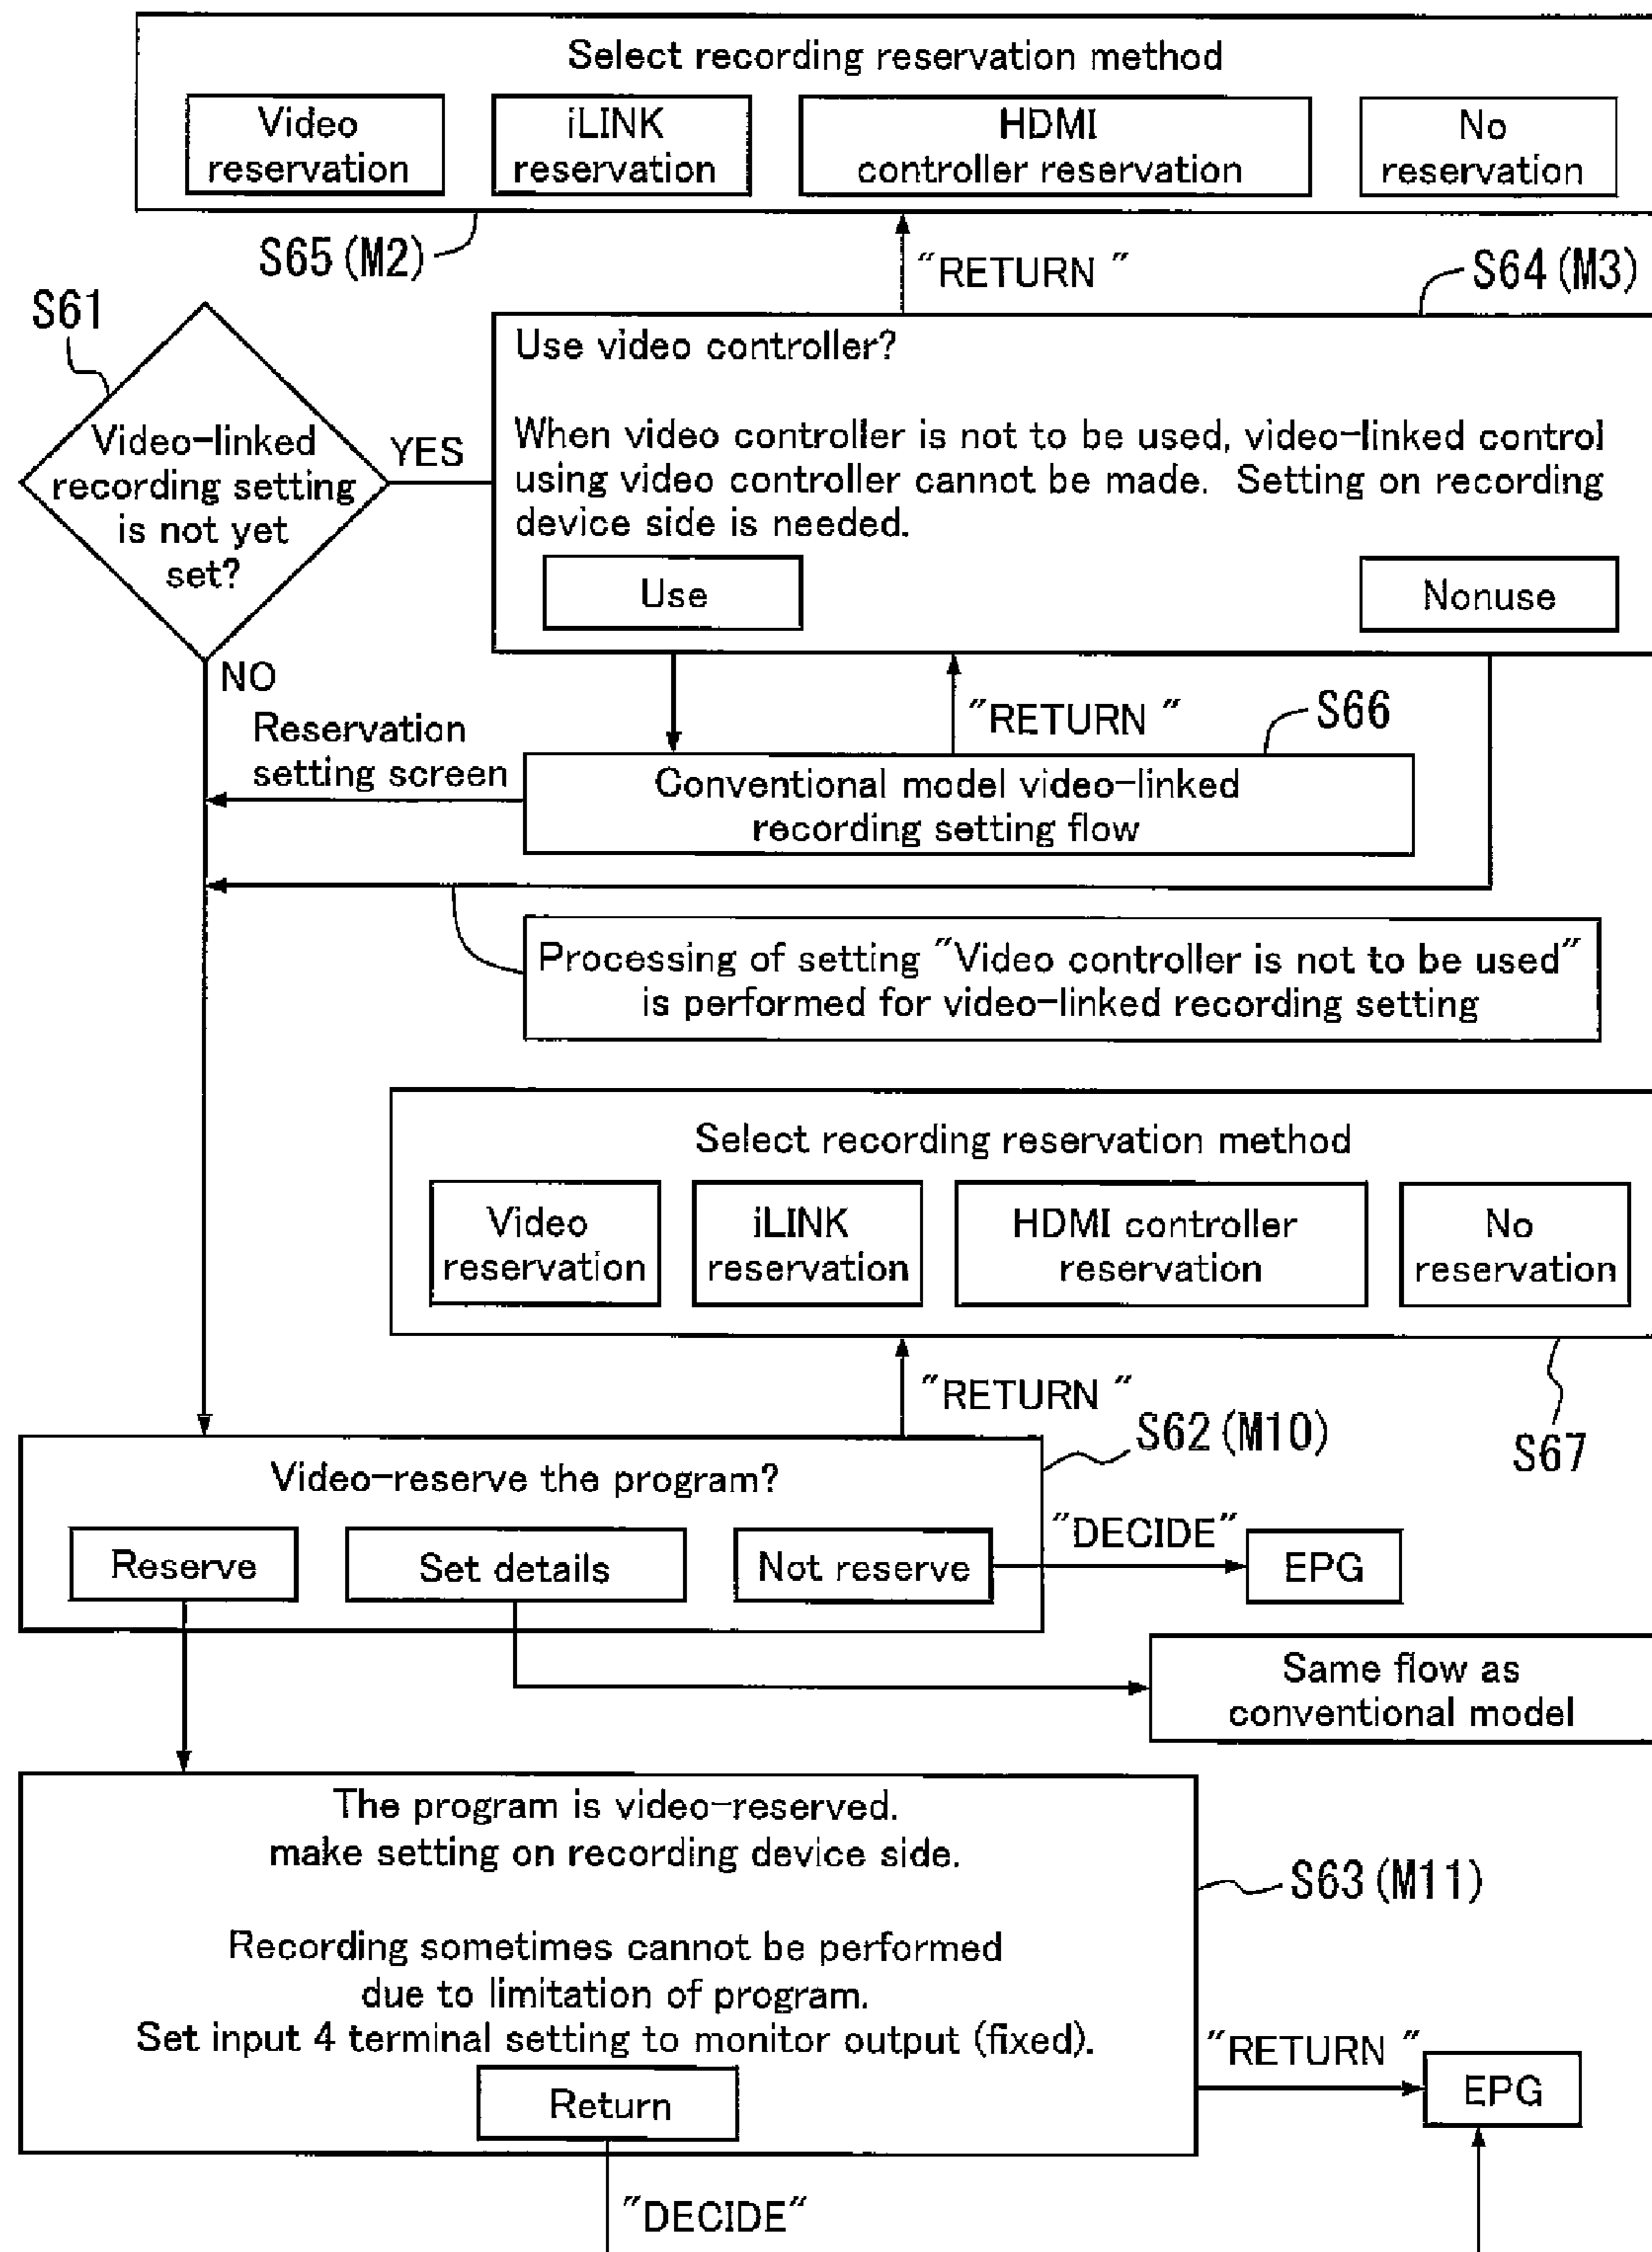 Select recording reservation method
Video
reservation
iLINK
reservation
HDMI
controller reservation
No
reservation
S65 (M2)
"RETURN "
S64 (M3)
S61
Video-linked
recording setting
is not yet
set?
YES
Use video controller?
When video controller is not to be used, video-linked control
using video controller cannot be made. Setting on recording
device side is needed.
Use
Nonuse
NO
Reservation
setting screen
"RETURN "
S66
Conventional model video-linked
recording setting flow
Processing of setting "Video controller is not to be used"
is performed for video-linked recording setting
Select recording reservation method
Video
reservation
iLINK
reservation
HDMI controller
reservation
No
reservation
"RETURN "
S62 (M10)
S67
Video-reserve the program?
Reserve
Set details
Not reserve
"DECIDE"
EPG
Same flow as
conventional model
The program is video-reserved.
make setting on recording device side.
S63 (M11)
Recording sometimes cannot be performed
due to limitation of program.
Set input 4 terminal setting to monitor output (fixed).
Return
"RETURN "
EPG
"DECIDE"